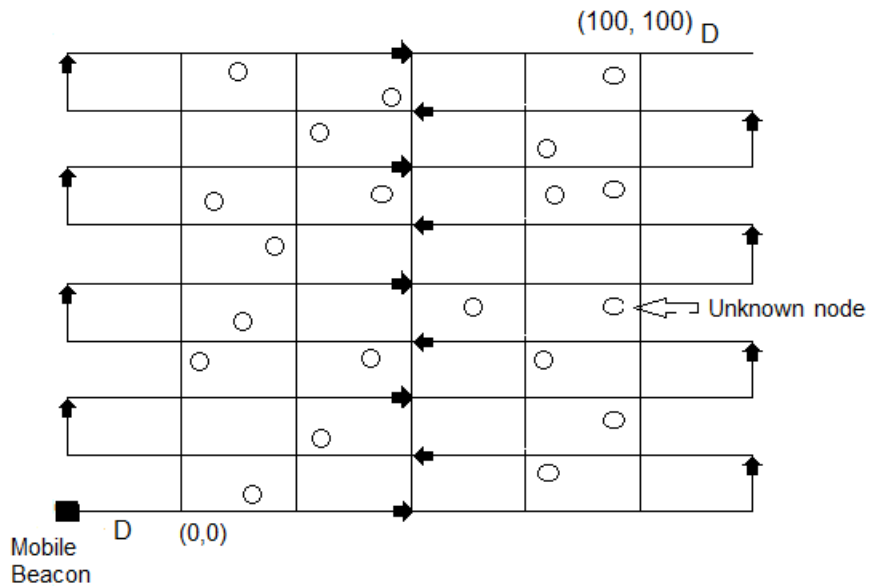 (100, 100) D
Unknown node
D (0,0)
Mobile
Beacon